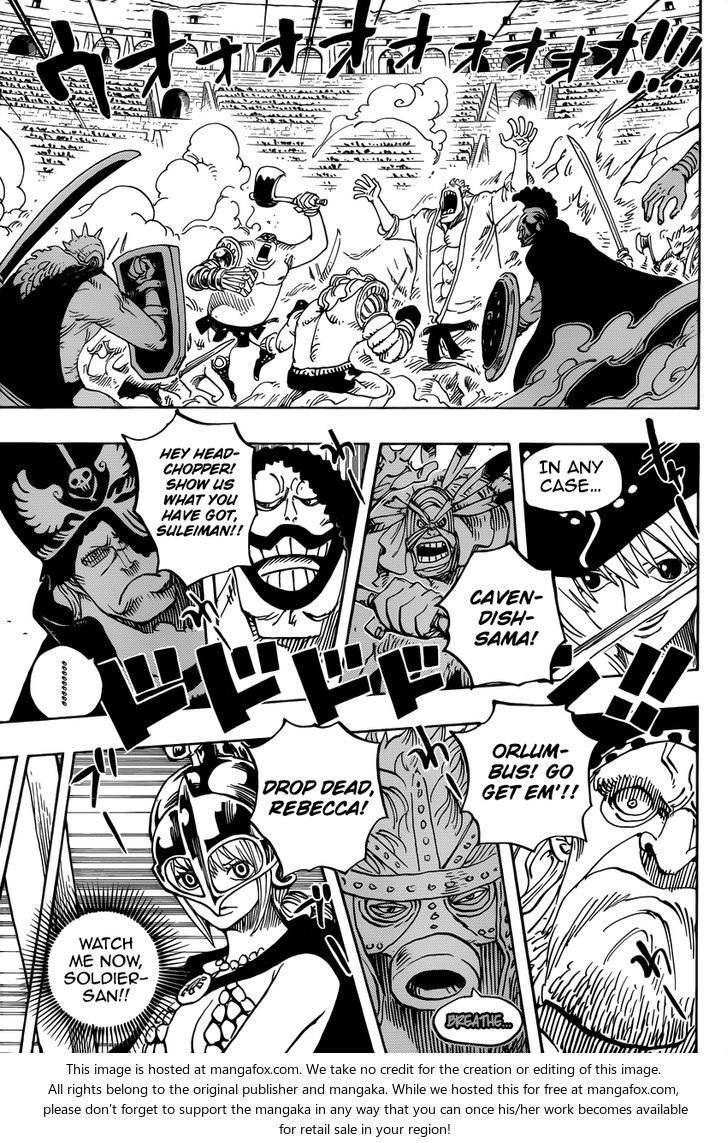 ウオォォオォオォオオ!!!
IN ANY
CASE...
CAVEN-
DISH-
SAMA!
HEY HEAD-
CHOPPER!
SHOW US
WHAT YOU
HAVE GOT,
SULEIMAN!!
..........
ドドドド
!!
ORLUM-
BUS! GO
GET EM'!!
BREATHE...
DROP DEAD,
REBECCA!
WATCH
ME NOW,
SOLDIER-
SAN!!
This image is hosted at mangafox.com. We take no credit for the creation or editing of this image.
All rights belong to the original publisher and mangaka. While we hosted this for free at mangafox.com,
please don't forget to support the mangaka in any way that you can once his/her work becomes available
for retail sale in your region!